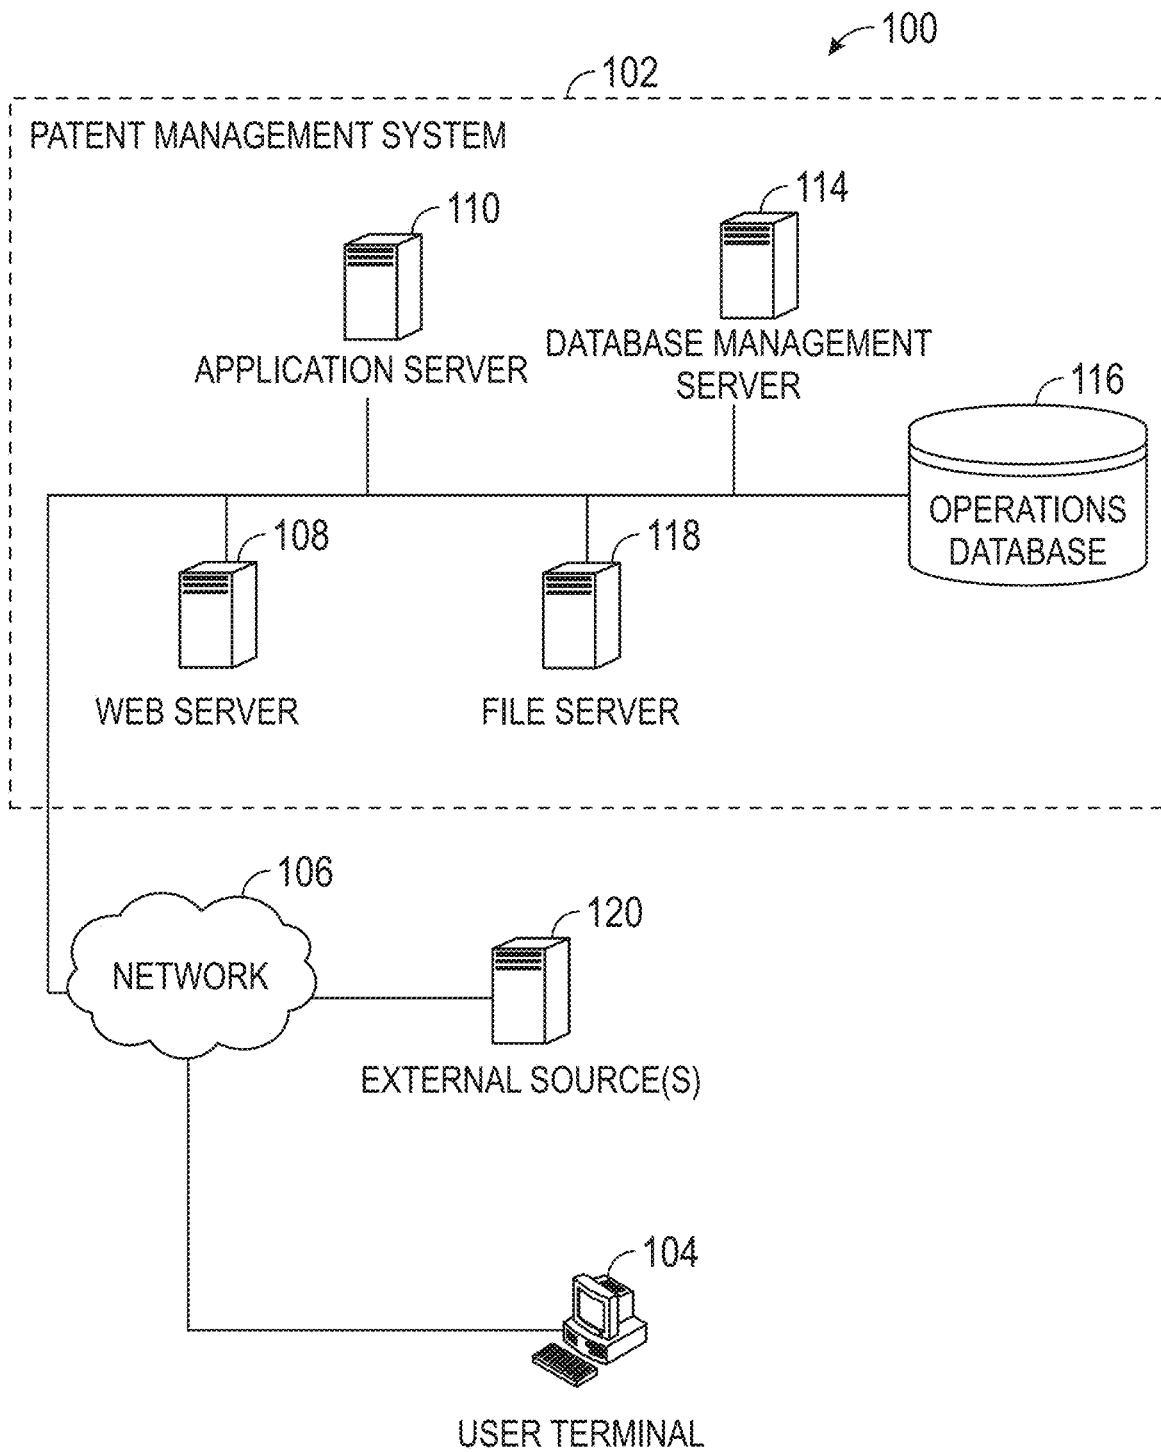 100
102
PATENT MANAGEMENT SYSTEM
110
114
APPLICATION SERVER
DATABASE MANAGEMENT
SERVER
116
OPERATIONS
DATABASE
108
118
WEB SERVER
FILE SERVER
106
NETWORK
120
EXTERNAL SOURCE(S)
104
USER TERMINAL